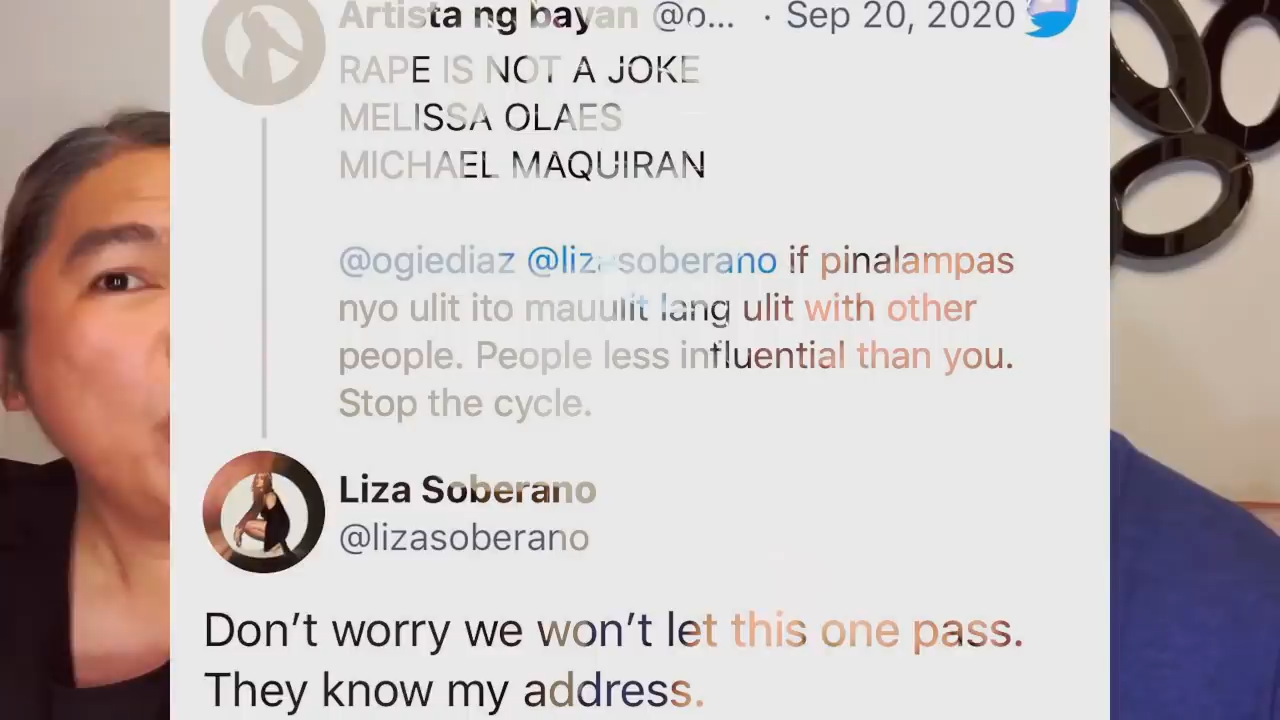 Artista ng bayan @o... · Sep 20, 2020
RAPE IS NOT A JOKE
MELISSA OLAES
MICHAEL MAQUIRAN
@ogiediaz @lizasoberano if pinalampas
nyo ulit ito mauulit lang ulit with other
people. People less influential than you.
Stop the cycle.
Liza Soberano
@lizasoberano
Don’t worry we won’t let this one pass.
They know my address.